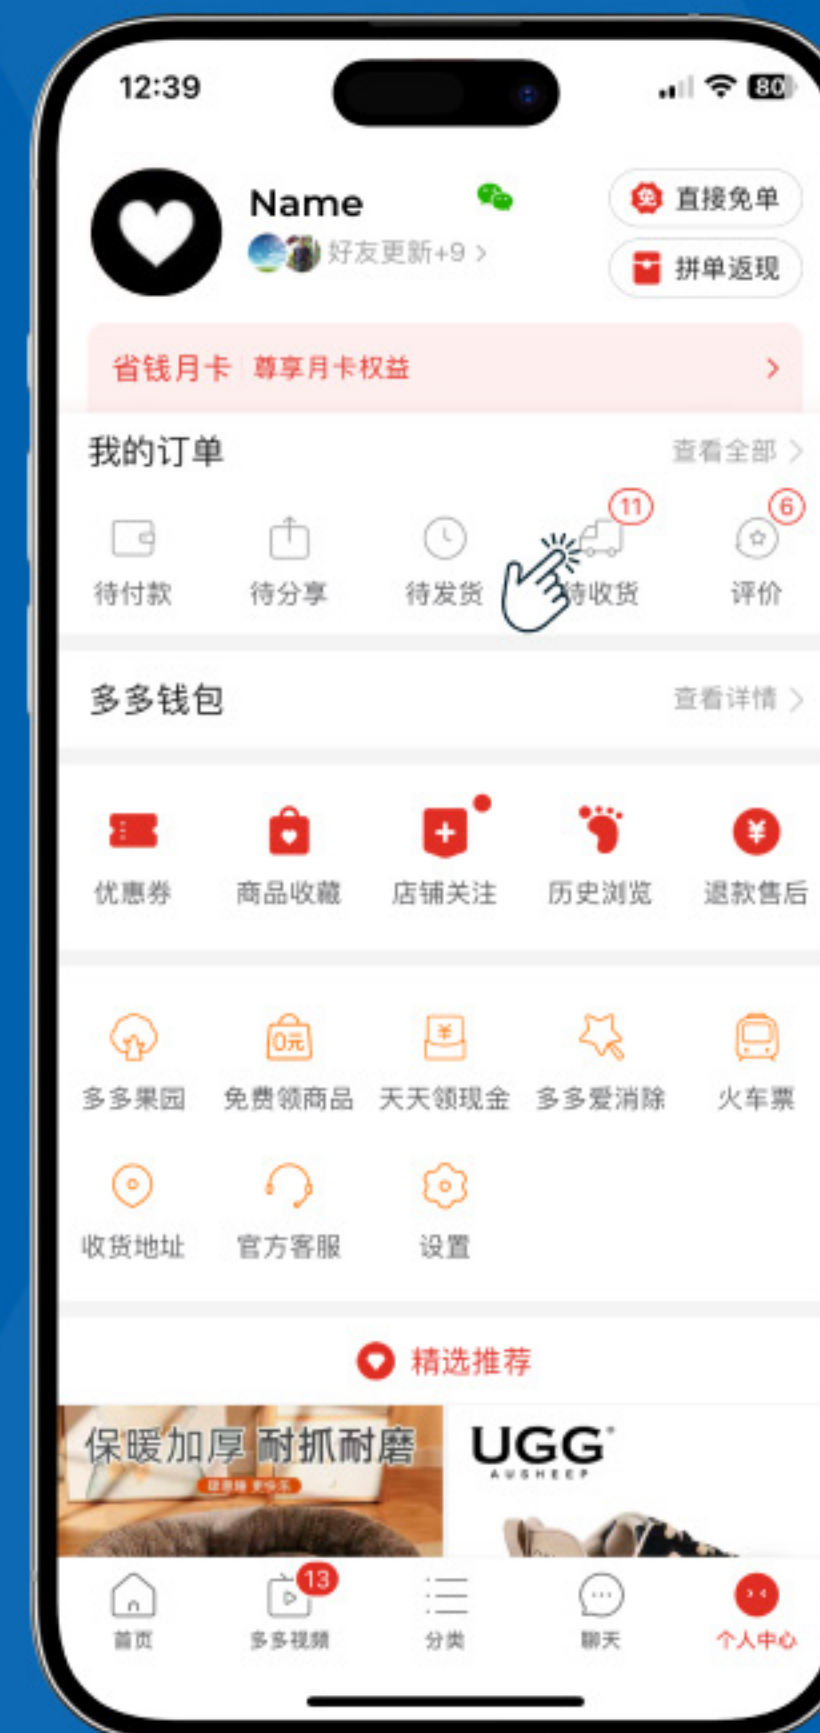 12:39
80
Name
好友更新+9 >
免 直接免单
拼单返现
省钱月卡 尊享月卡权益 >
我的订单 查看全部 >
11 6
待付款 待分享 待发货 待收货 评价
多多钱包 查看详情 >
¥
优惠券 商品收藏 店铺关注 历史浏览 退款售后
0元 ¥
多多果园 免费领商品 天天领现金 多多爱消除 火车票
收货地址 官方客服 设置
精选推荐
保暖加厚 耐抓耐磨
UGG
AUSHEEP
13
首页 多多视频 分类 聊天 个人中心